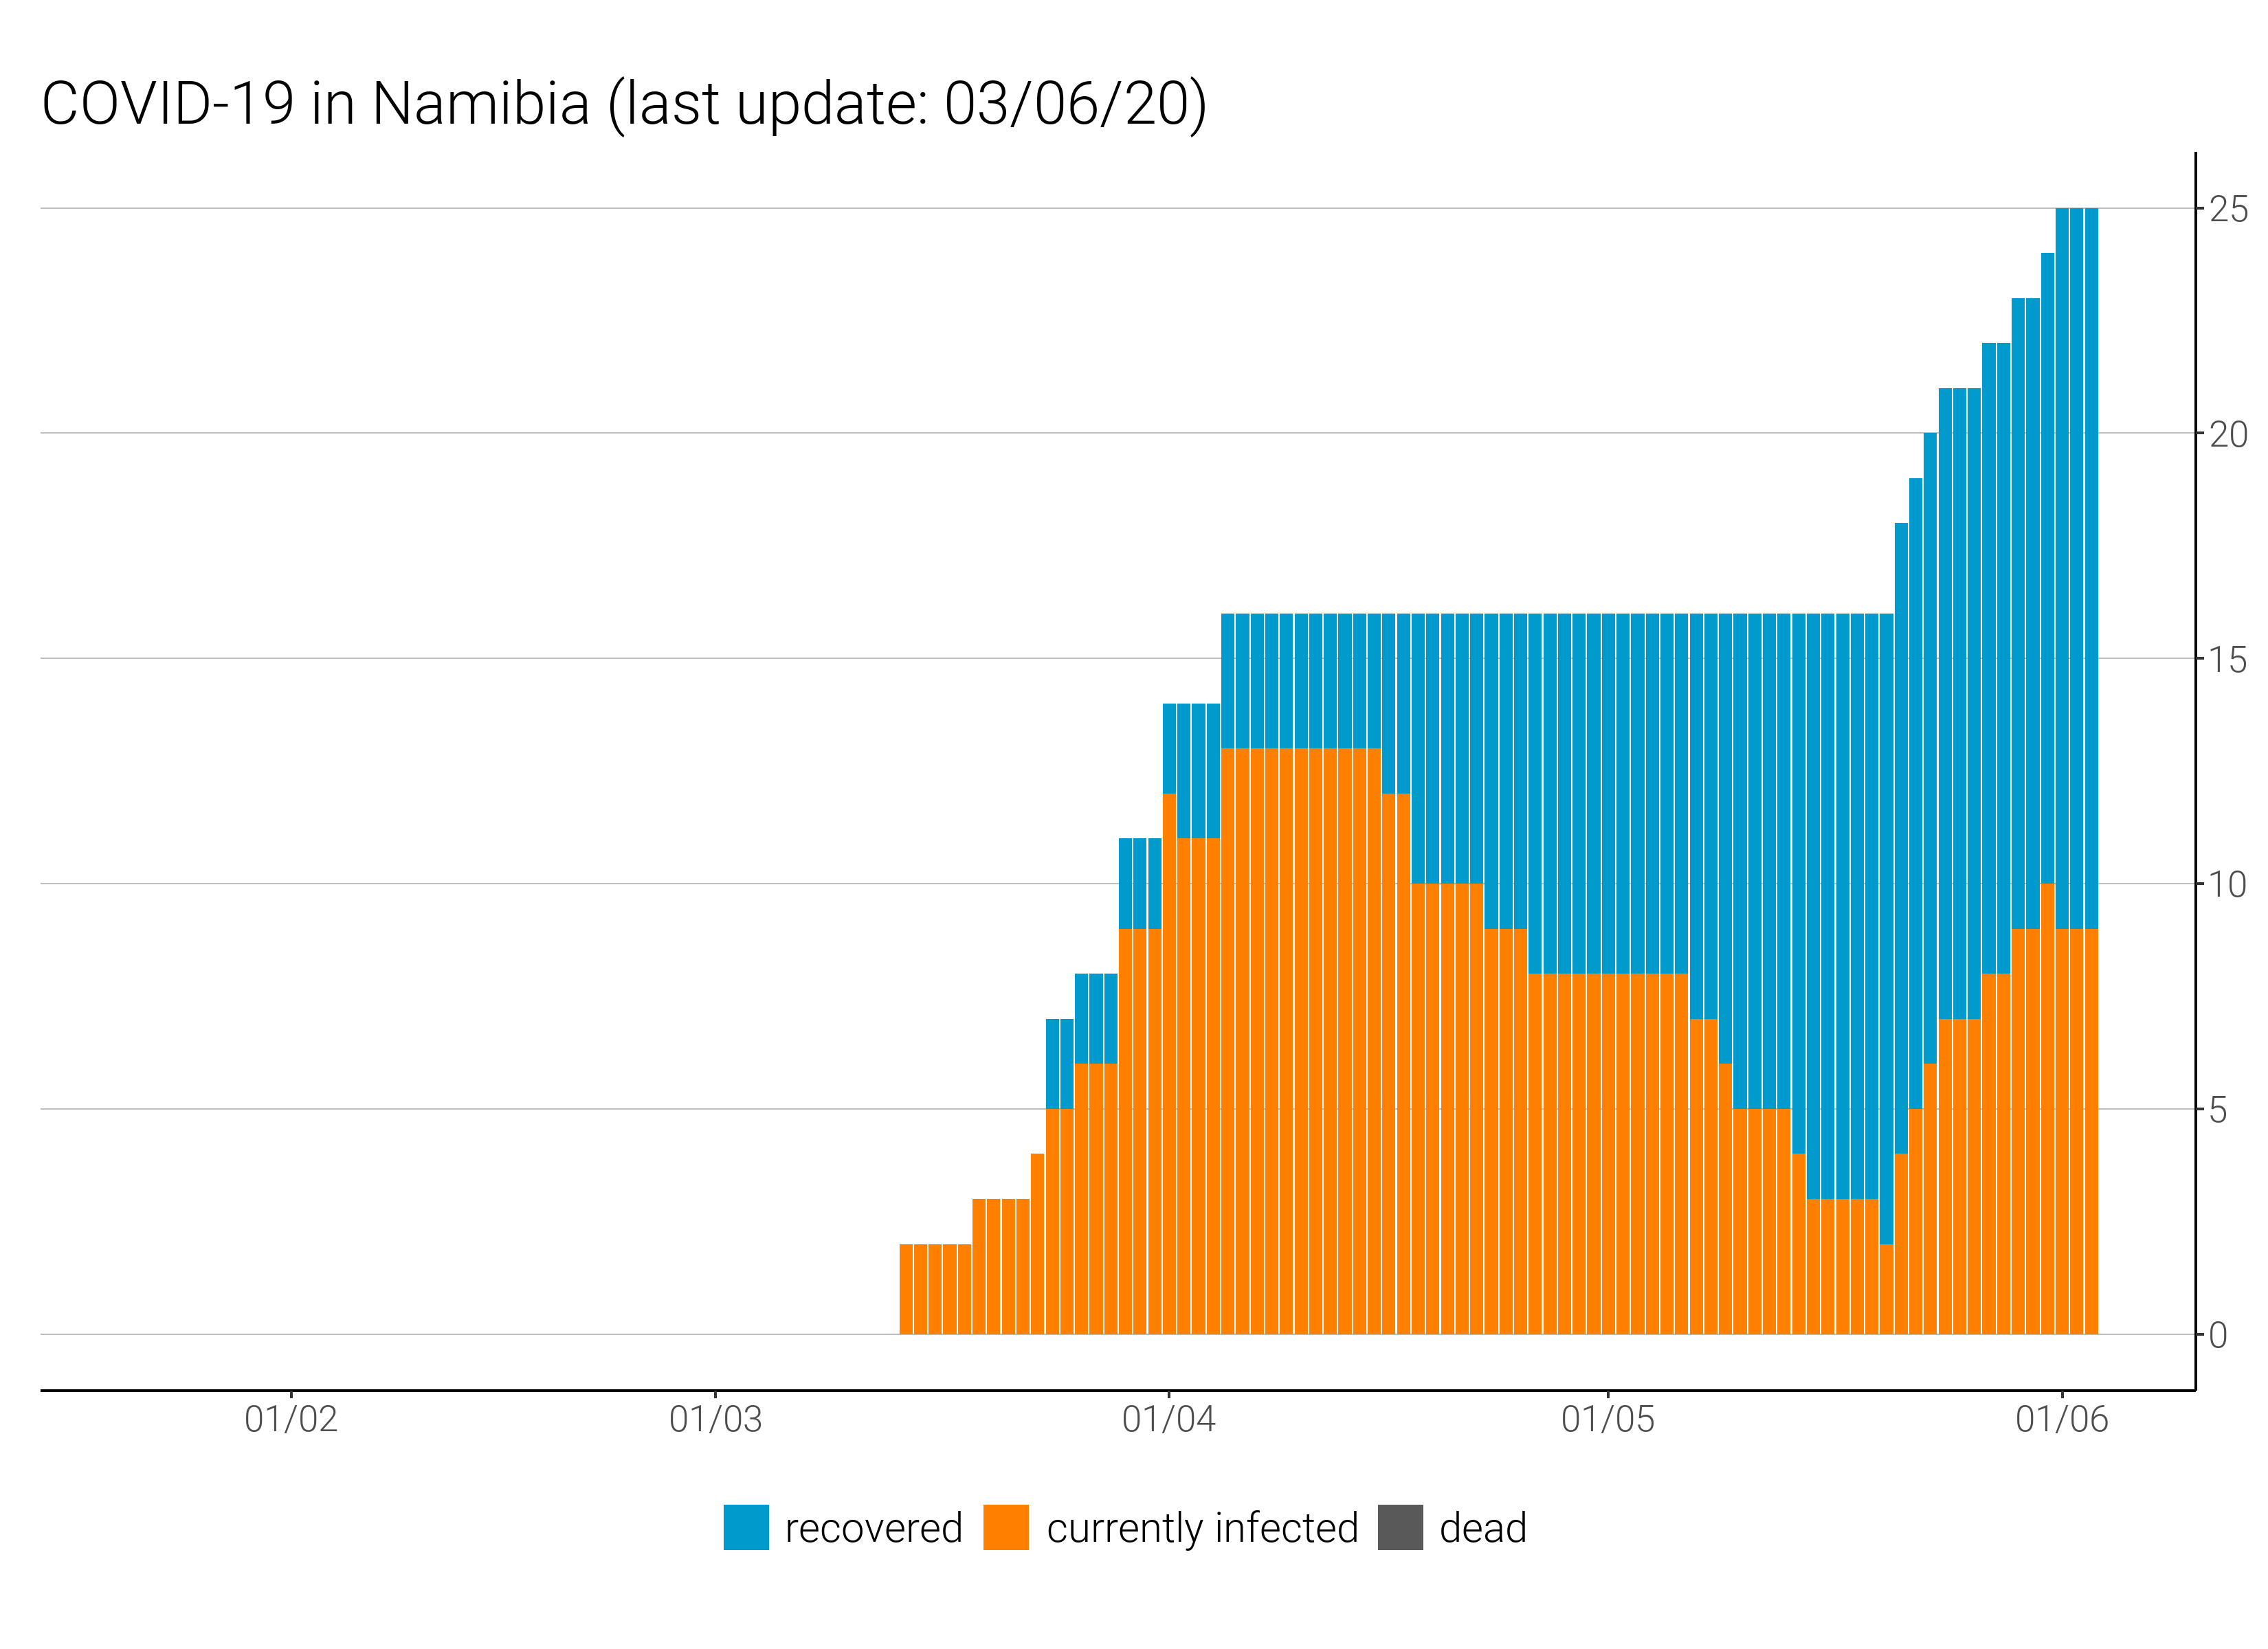 COVID-19 in Namibia (last update: 03/06/20)
25
20
15
10
5
0
01/02 01/03 01/04 01/05 01/06
recovered currently infected dead